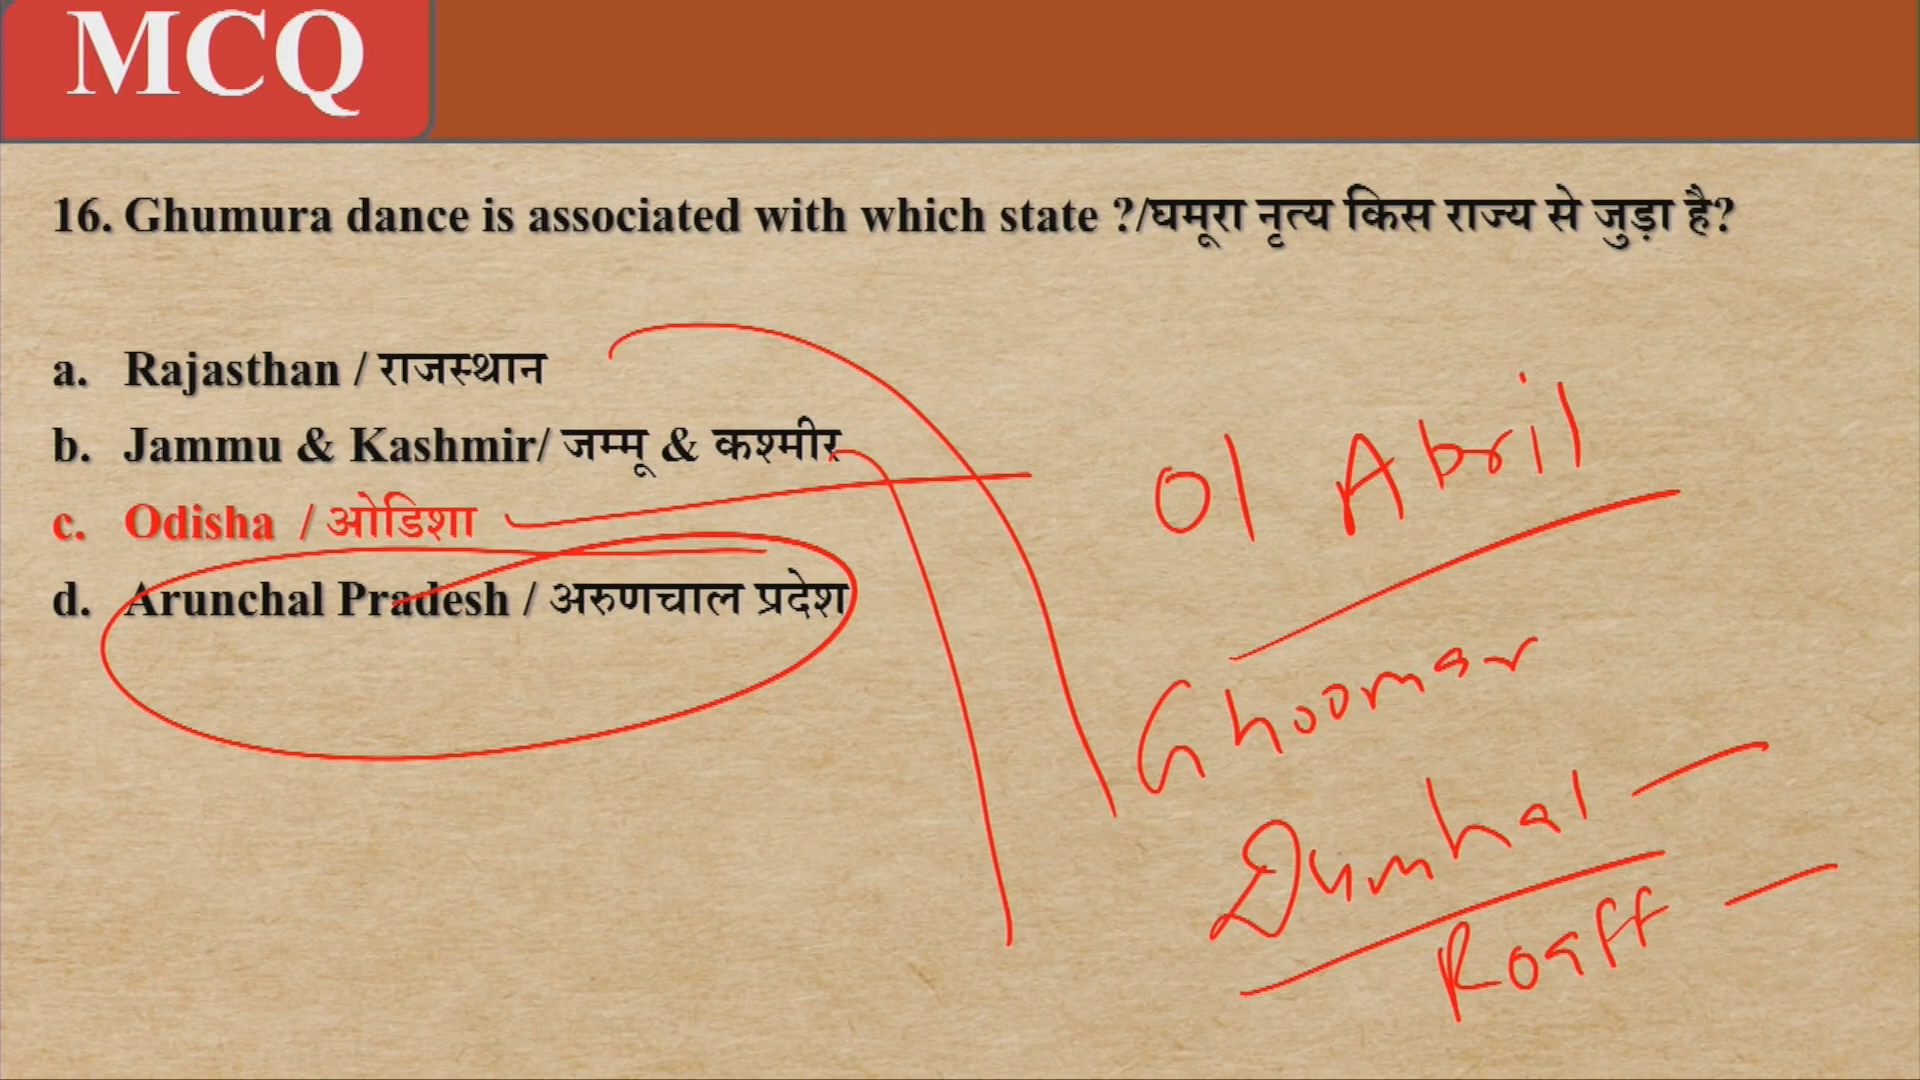 MCQ
16. Ghumura dance is associated with which state ?/घमूरा नृत्य किस राज्य से जुड़ा है?
a. Rajasthan / राजस्थान
b. Jammu & Kashmir/ जम्मू & कश्मीर
c. Odisha / ओडिशा
d. Arunchal Pradesh / अरुणचाल प्रदेश
01 Abril
Ghoomar
Dumhal
Roaff